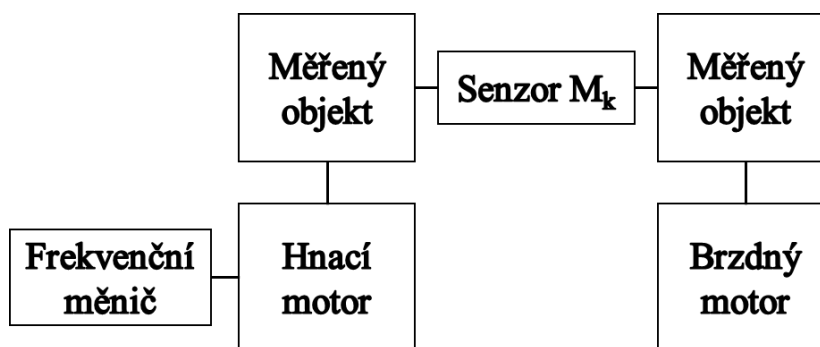 Měřený
objekt
Senzor Mₖ
Měřený
objekt
Frekvenční
měnič
Hnací
motor
Brzdný
motor